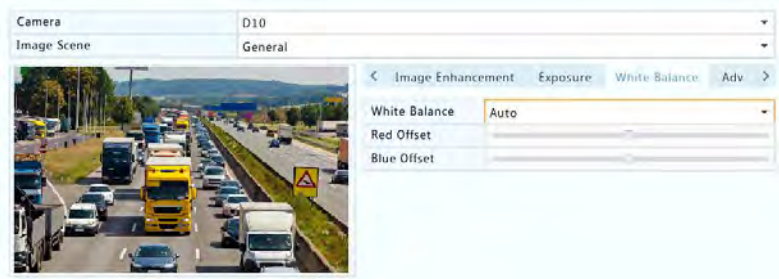 Camera D10
Image Scene General
< Image Enhancement Exposure White Balance Adv >
White Balance Auto
Red Offset
Blue Offset